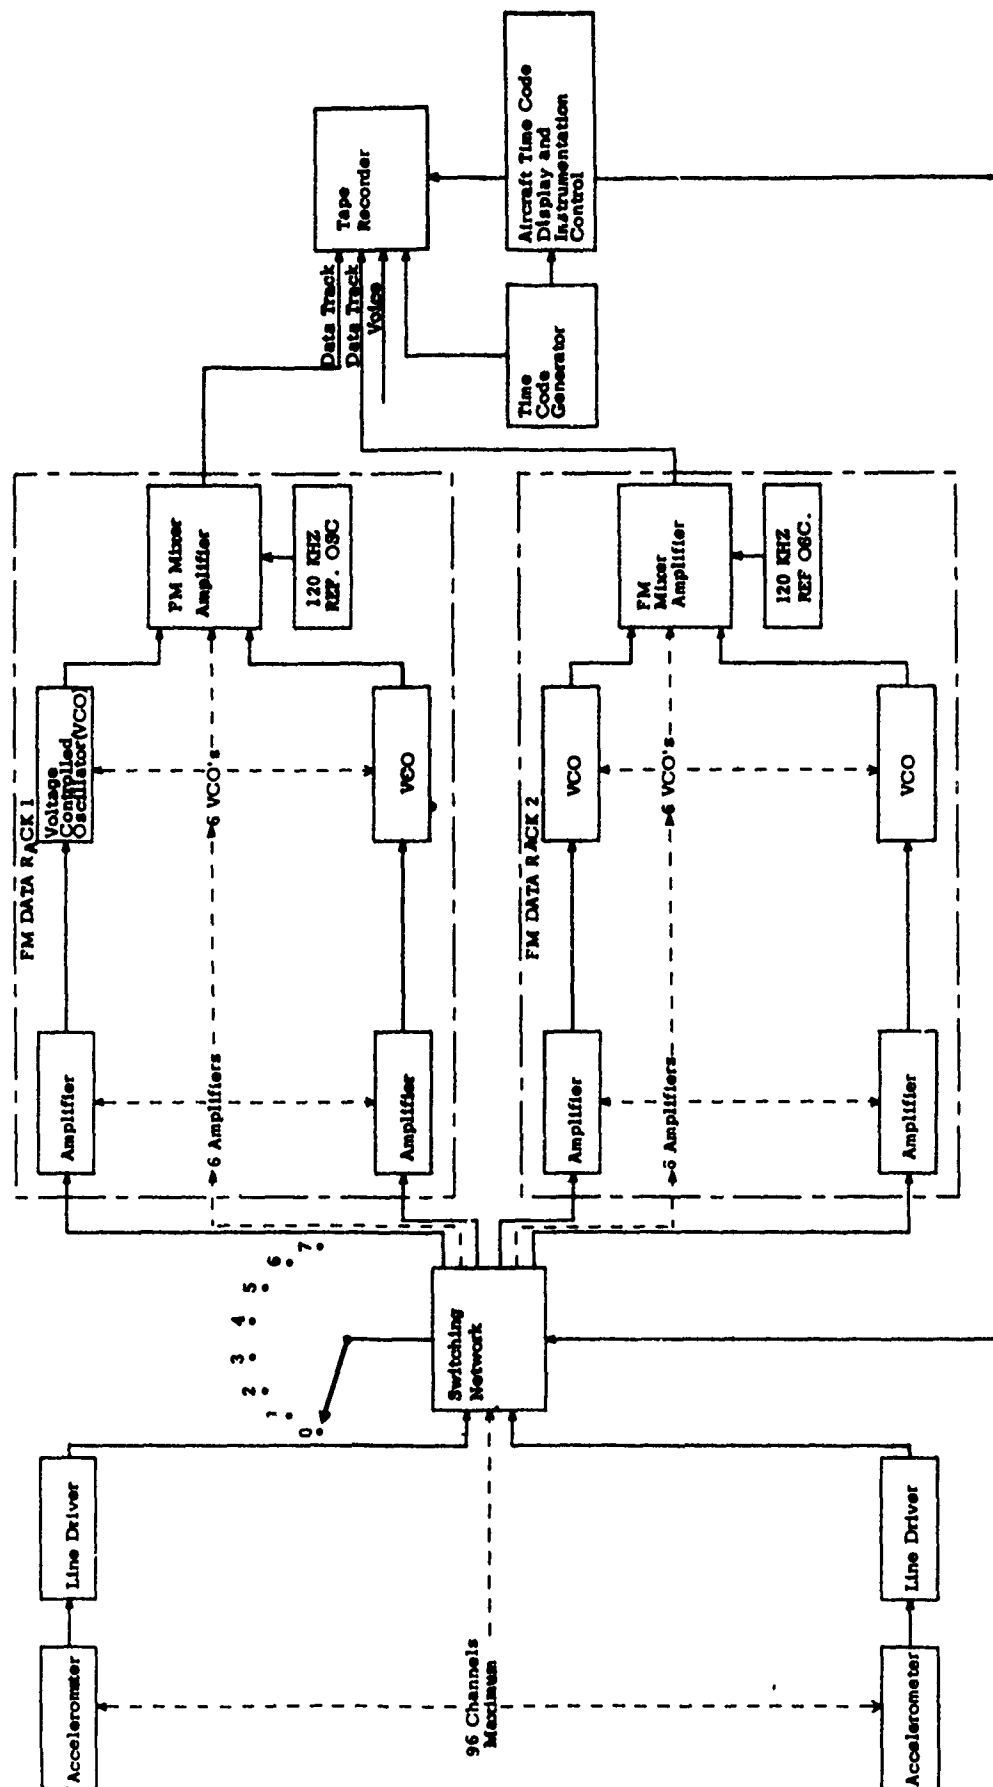 Accelerometer
Line Driver
96 Channels
Maximum
Accelerometer
Line Driver
0
1
2
3
4
5
6
7
Switching
Network
FM DATA RACK 1
Amplifier
6 Amplifiers
Amplifier
Voltage
Controlled
Oscillator(VCO)
6 VCO's
VCO
FM Mixer
Amplifier
120 KHZ
REF. OSC
FM DATA RACK 2
Amplifier
6 Amplifiers
Amplifier
VCO
6 VCO's
VCO
FM
Mixer
Amplifier
120 KHZ
REF OSC.
Data Track
Data Track
Voice
Tape
Recorder
Time
Code
Generator
Aircraft Time Code
Display and
Instrumentation
Control